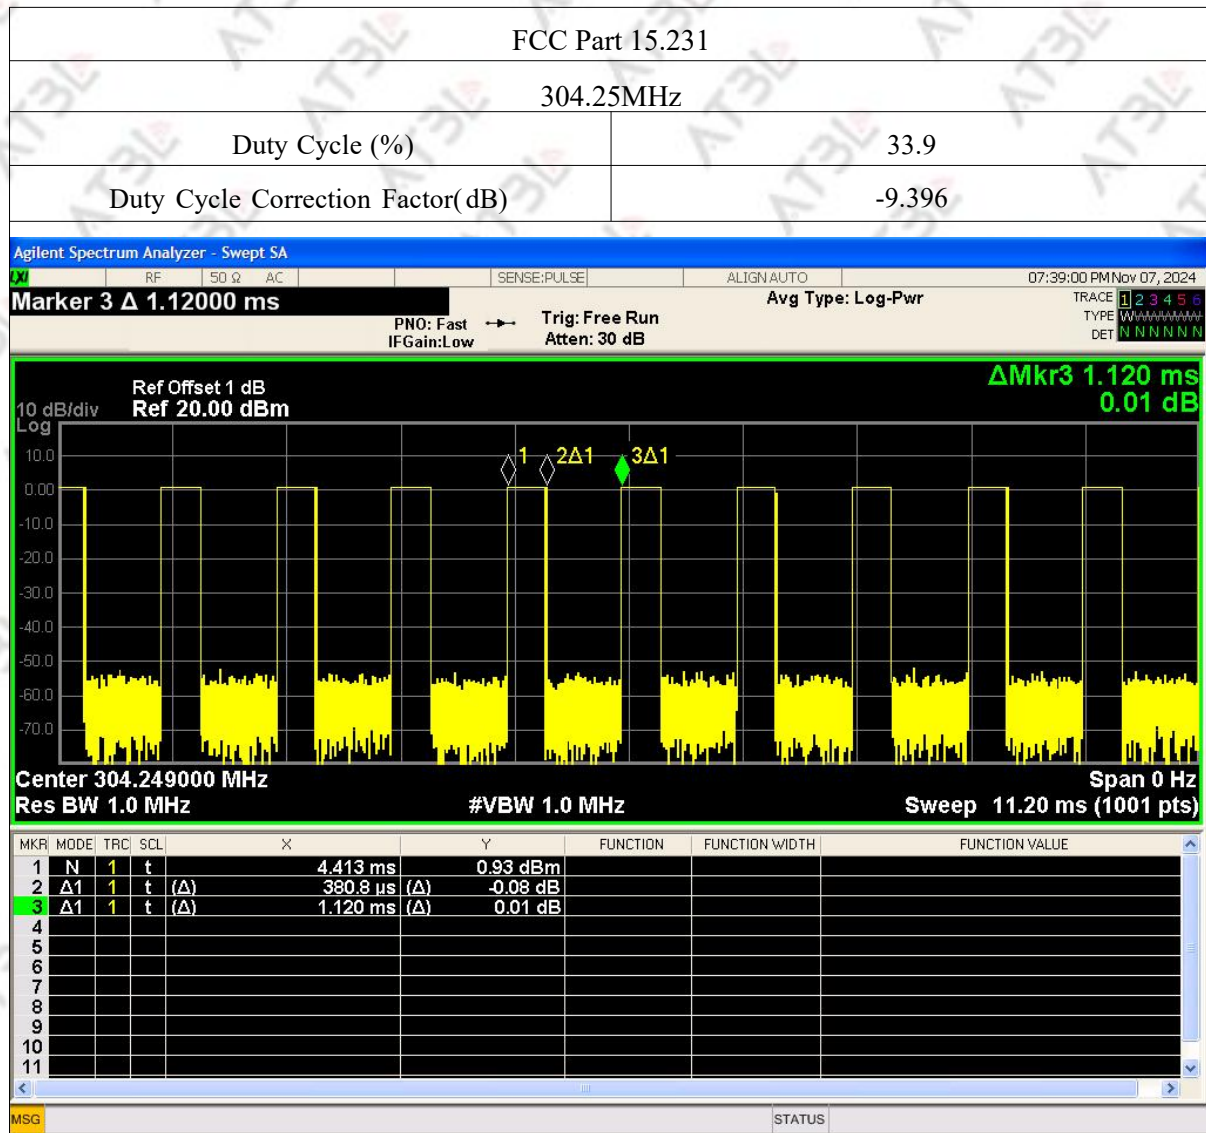 FCC Part 15.231
304.25MHz
Duty Cycle (%) 33.9
Duty Cycle Correction Factor(dB) -9.396
Agilent Spectrum Analyzer - Swept SA
LXI RF 50 Ω AC SENSE:PULSE ALIGN AUTO 07:39:00 PM Nov 07, 2024
Marker 3 Δ 1.12000 ms
PNO: Fast
IFGain:Low
Trig: Free Run
Atten: 30 dB
Avg Type: Log-Pwr
TRACE 1 2 3 4 5 6
TYPE W
DET N N N N N N
ΔMkr3 1.120 ms
0.01 dB
Ref Offset 1 dB
10 dB/div Ref 20.00 dBm
Log
10.0
0.00
-10.0
-20.0
-30.0
-40.0
-50.0
-60.0
-70.0
1 2Δ1 3Δ1
Center 304.249000 MHz Span 0 Hz
Res BW 1.0 MHz #VBW 1.0 MHz Sweep 11.20 ms (1001 pts)
MKR MODE TRC SCL X Y FUNCTION FUNCTION WIDTH FUNCTION VALUE
1 N 1 t 4.413 ms 0.93 dBm
2 Δ1 1 t (Δ) 380.8 µs (Δ) -0.08 dB
3 Δ1 1 t (Δ) 1.120 ms (Δ) 0.01 dB
4
5
6
7
8
9
10
11
MSG STATUS
AT3L